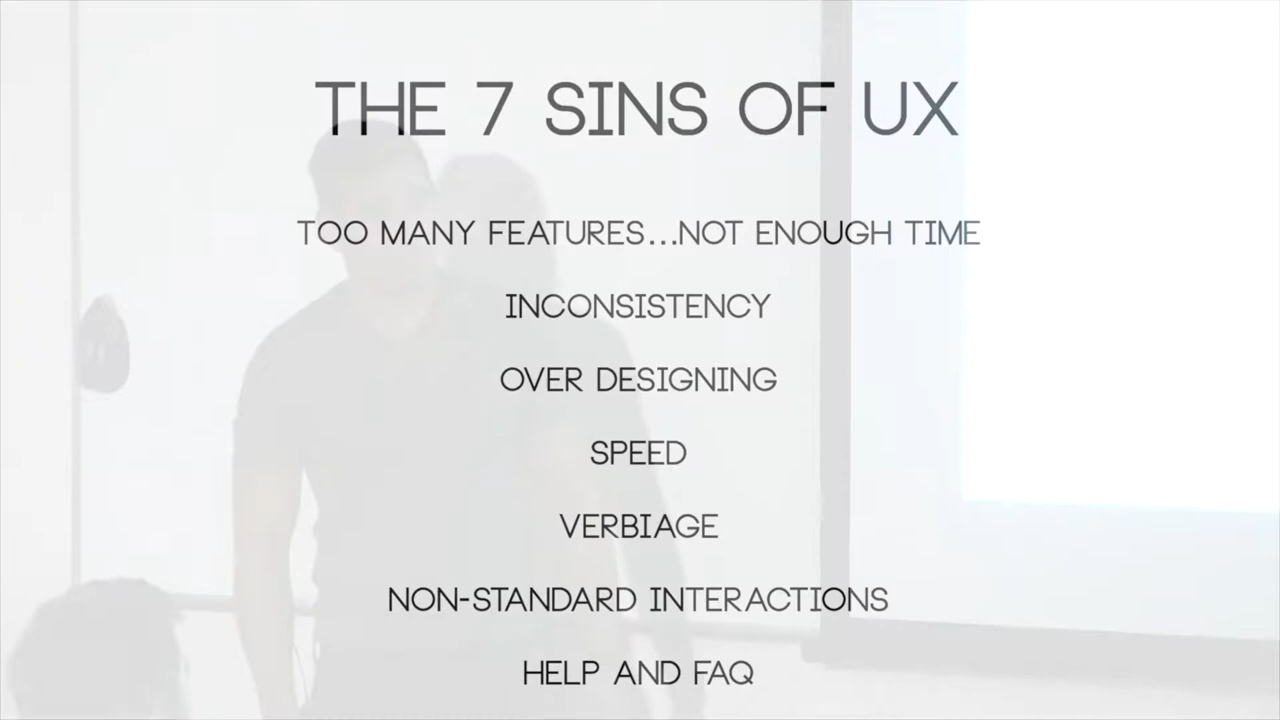 THE 7 SINS OF UX
TOO MANY FEATURES...NOT ENOUGH TIME
INCONSISTENCY
OVER DESIGNING
SPEED
VERBIAGE
NON-STANDARD INTERACTIONS
HELP AND FAQ